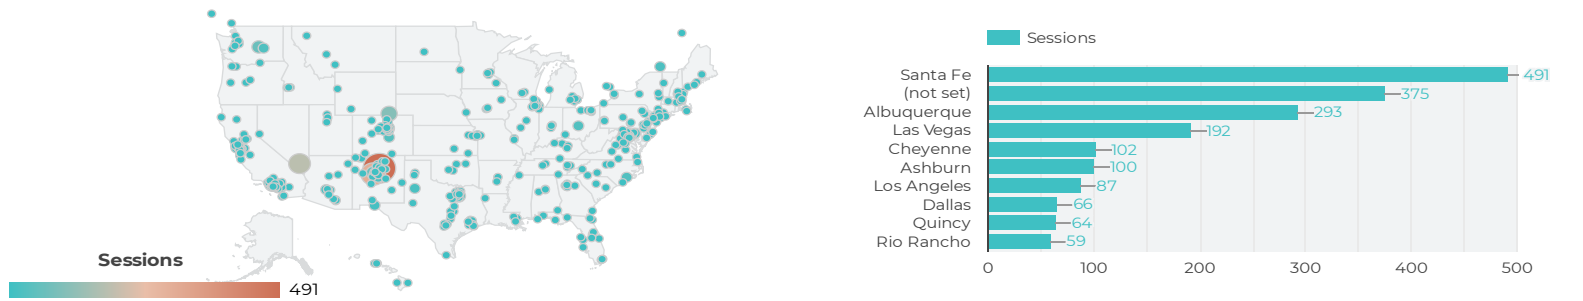 Sessions
491
Sessions
Santa Fe 491
(not set) 375
Albuquerque 293
Las Vegas 192
Cheyenne 102
Ashburn 100
Los Angeles 87
Dallas 66
Quincy 64
Rio Rancho 59
0 100 200 300 400 500